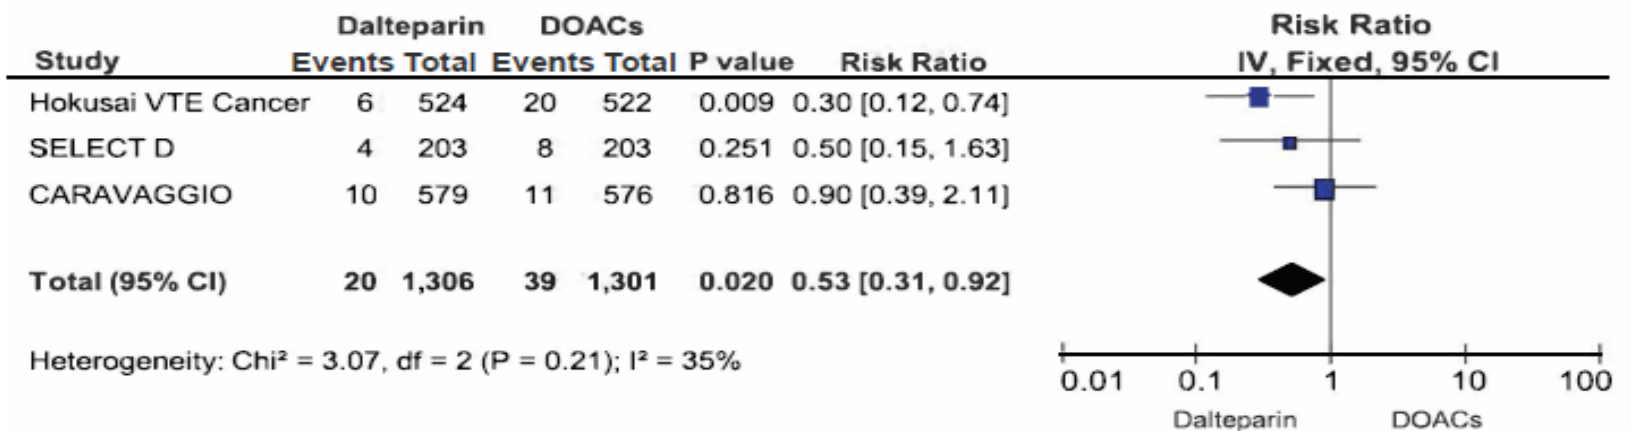 Dalteparin DOACs Risk Ratio
Study Events Total Events Total P value Risk Ratio IV, Fixed, 95% CI
Hokusai VTE Cancer 6 524 20 522 0.009 0.30 [0.12, 0.74]
SELECT D 4 203 8 203 0.251 0.50 [0.15, 1.63]
CARAVAGGIO 10 579 11 576 0.816 0.90 [0.39, 2.11]
Total (95% CI) 20 1,306 39 1,301 0.020 0.53 [0.31, 0.92]
Heterogeneity: Chi² = 3.07, df = 2 (P = 0.21); I² = 35%
0.01 0.1 1 10 100
Dalteparin DOACs